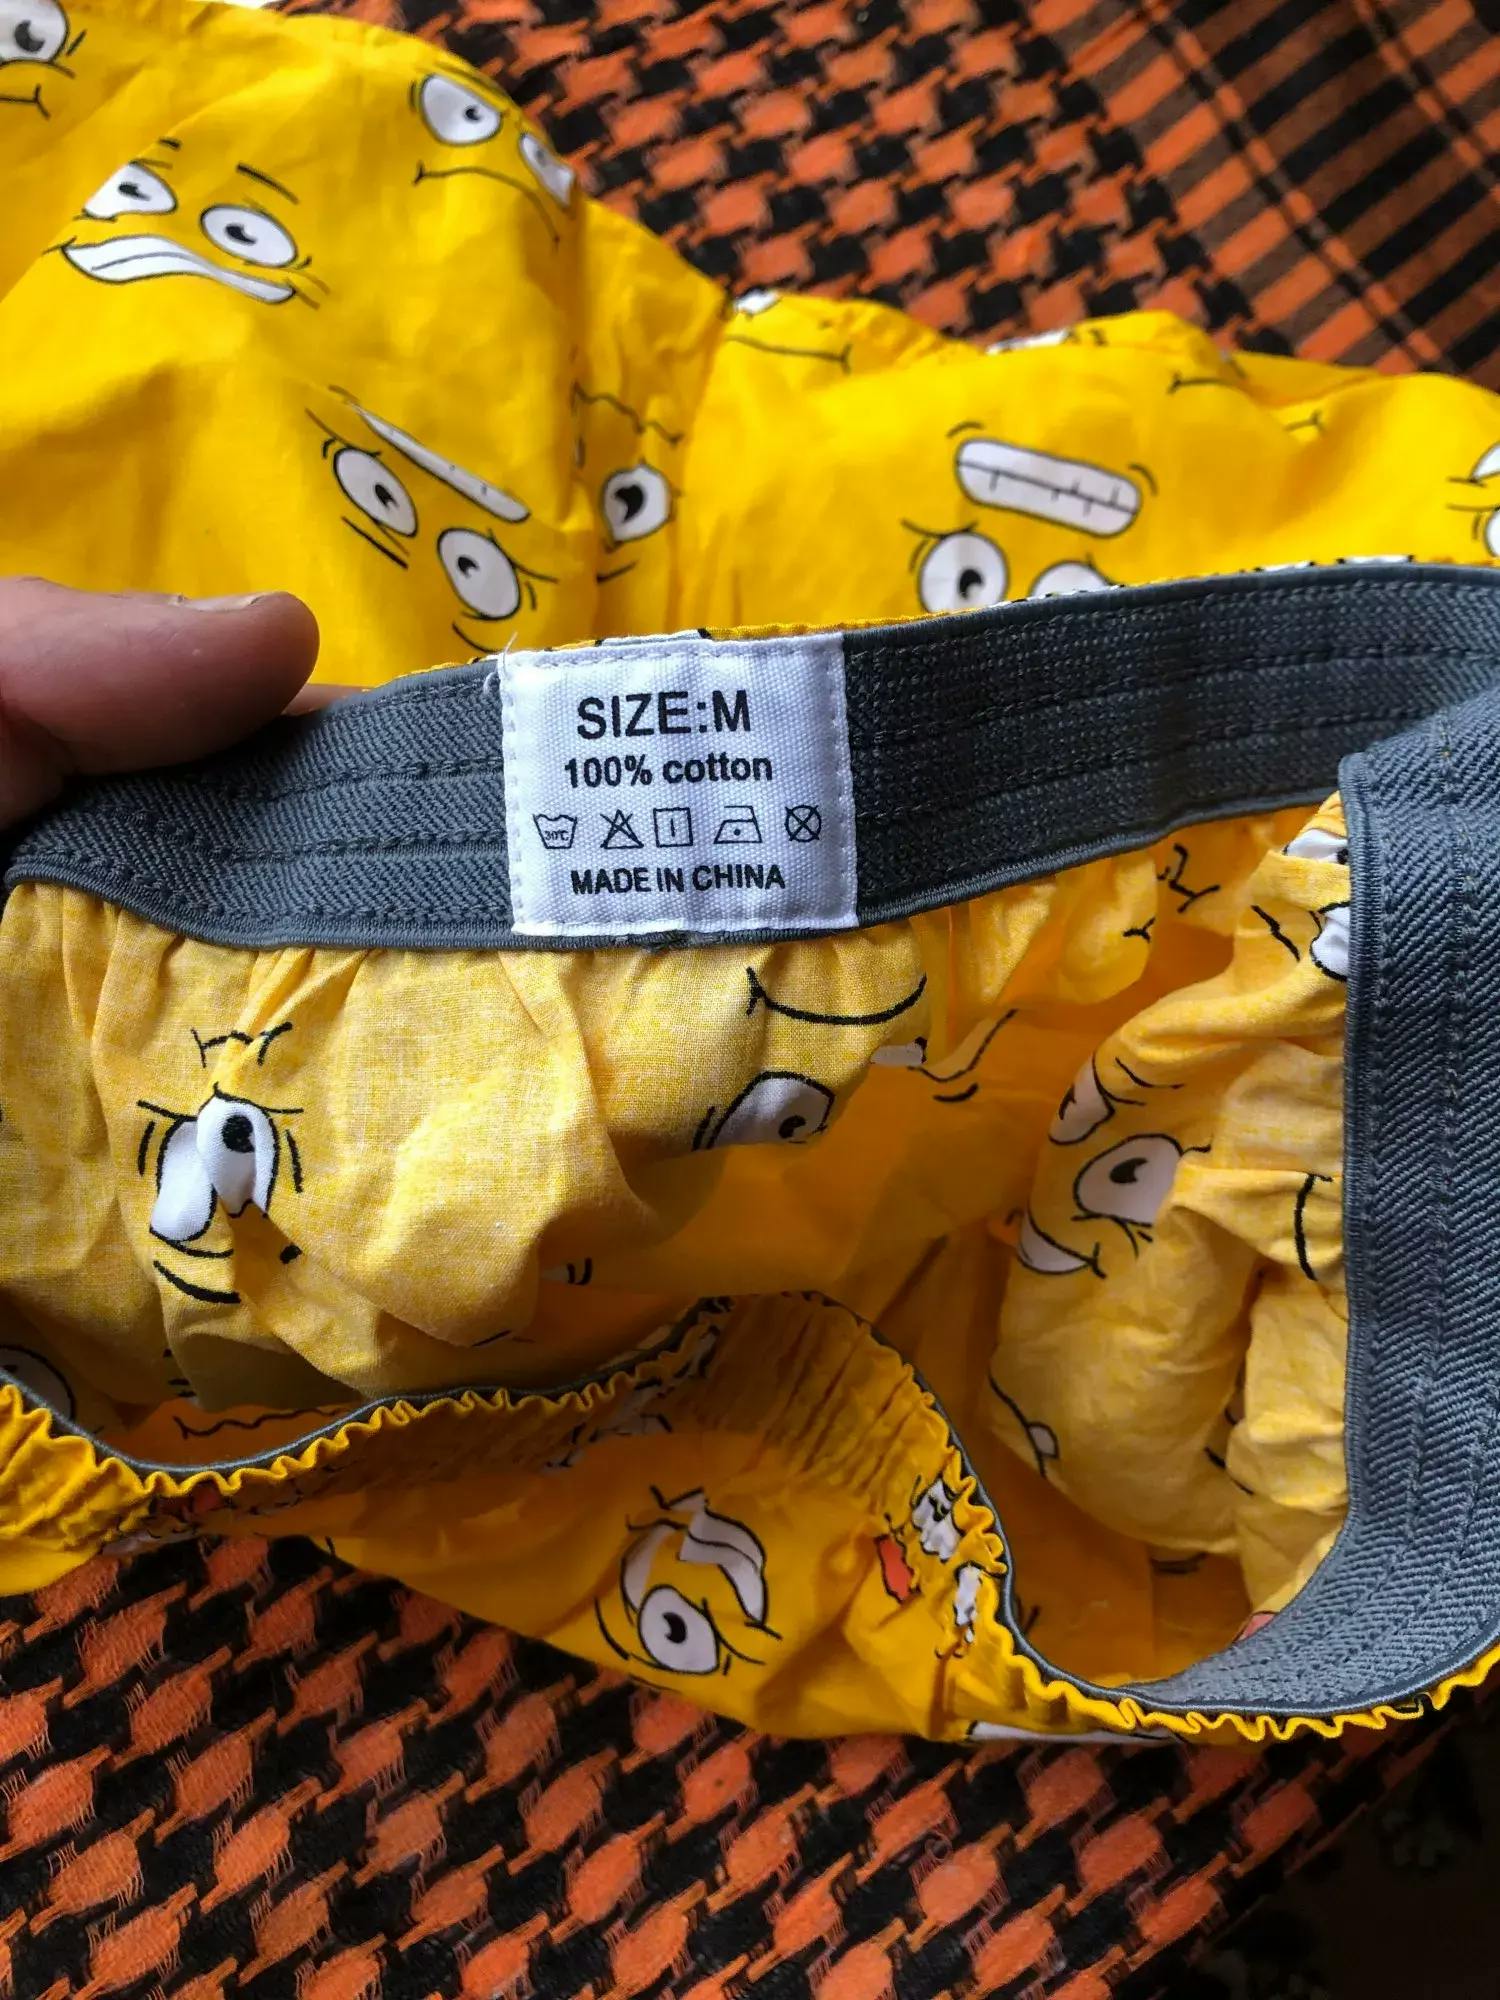 SIZE:M
100% cotton
30℃
MADE IN CHINA